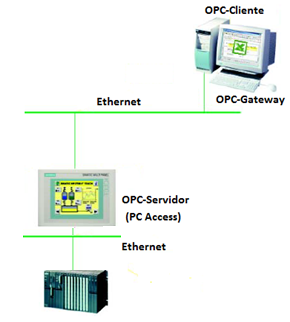 OPC-Cliente
OPC-Gateway
Ethernet
OPC-Servidor
(PC Access)
Ethernet